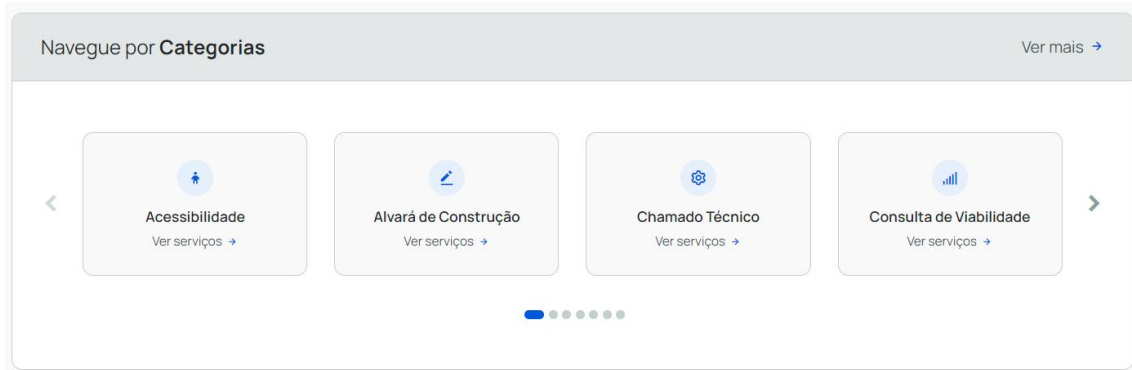 Navegue por Categorias
Ver mais →
Acessibilidade
Ver serviços →
Alvará de Construção
Ver serviços →
Chamado Técnico
Ver serviços →
Consulta de Viabilidade
Ver serviços →